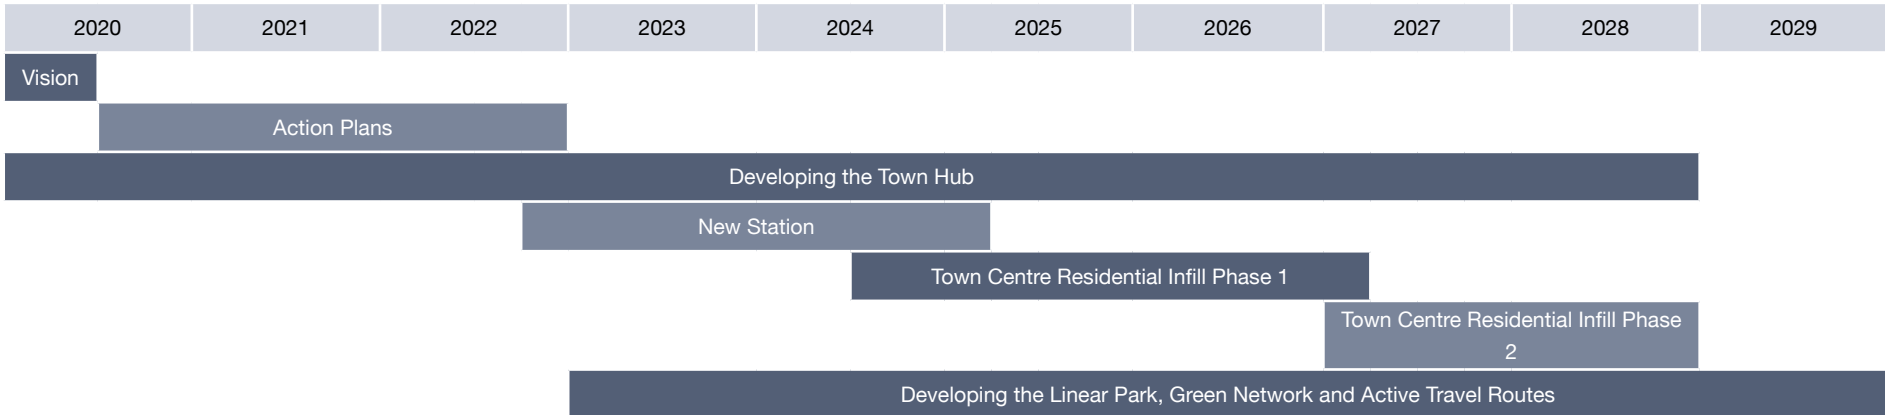 2020 2021 2022 2023 2024 2025 2026 2027 2028 2029
Vision
Action Plans
Developing the Town Hub
New Station
Town Centre Residential Infill Phase 1
Town Centre Residential Infill Phase
2
Developing the Linear Park, Green Network and Active Travel Routes